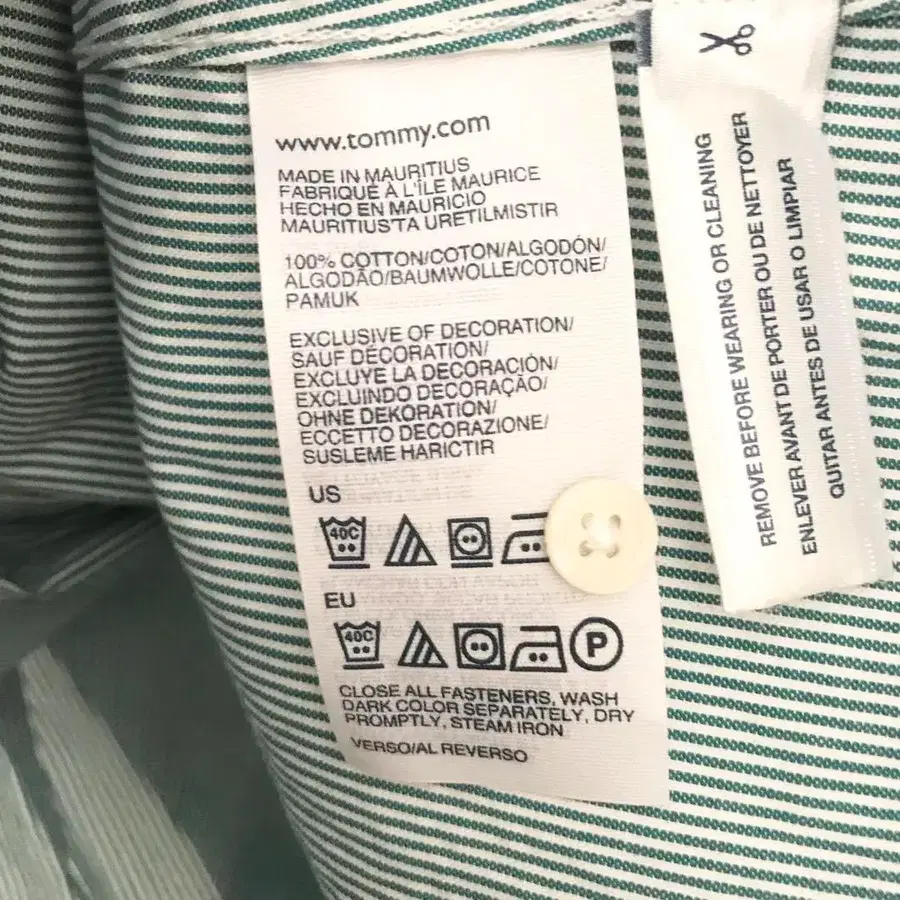 www.tommy.com
MADE IN MAURITIUS
FABRIQUÉ À L'ÎLE MAURICE
HECHO EN MAURICIO
MAURITIUS'TA URETILMISTIR
100% COTTON/COTON/ALGODÓN/
ALGODÃO/BAUMWOLLE/COTONE/
PAMUK
EXCLUSIVE OF DECORATION/
SAUF DÉCORATION/
EXCLUYE LA DECORACIÓN/
EXCLUINDO DECORAÇÃO/
OHNE DEKORATION/
ECCETTO DECORAZIONE/
SUSLEME HARICTIR
US
40C
EU
40C P
CLOSE ALL FASTENERS, WASH
DARK COLOR SEPARATELY, DRY
PROMPTLY, STEAM IRON
VERSO/AL REVERSO
REMOVE BEFORE WEARING OR CLEANING
ENLEVER AVANT DE PORTER OU DE NETTOYER
QUITAR ANTES DE USAR O LIMPIAR